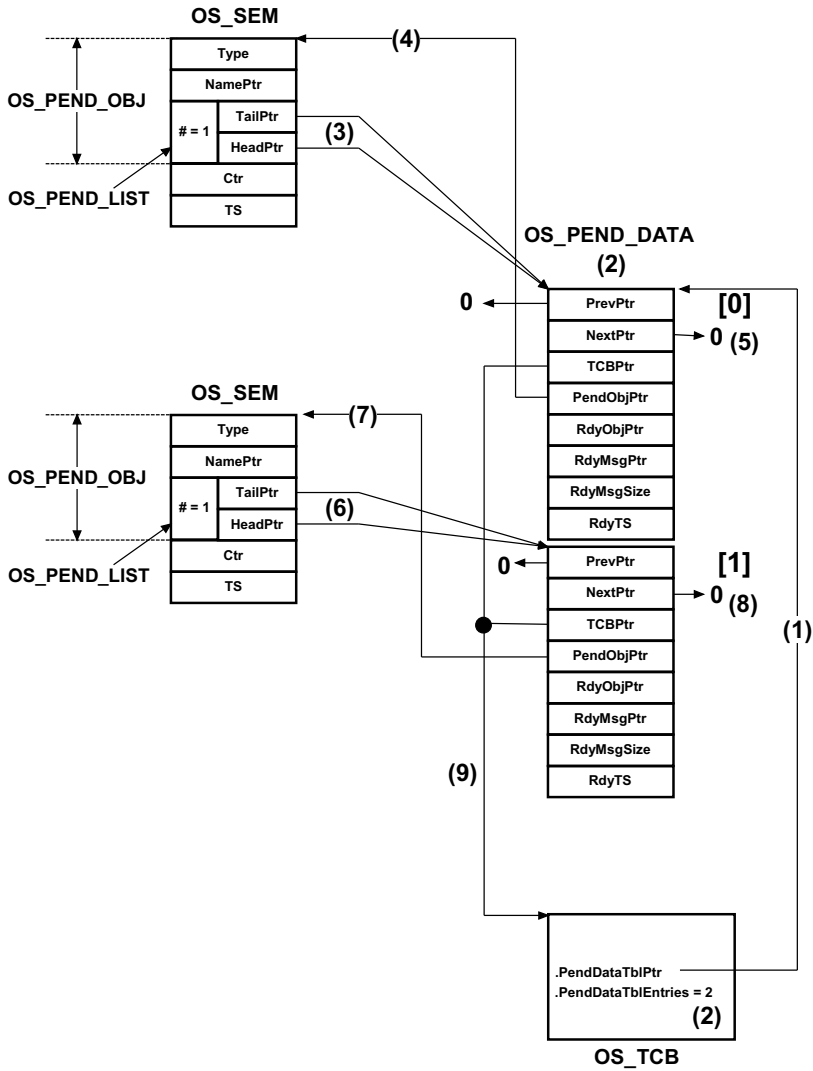 OS_SEM
(4)
Type
NamePtr
OS_PEND_OBJ
# = 1
TailPtr
HeadPtr
(3)
OS_PEND_LIST
Ctr
TS
OS_PEND_DATA
(2)
0
PrevPtr
[0]
NextPtr
0 (5)
TCBPtr
PendObjPtr
RdyObjPtr
RdyMsgPtr
RdyMsgSize
RdyTS
OS_SEM
(7)
Type
NamePtr
OS_PEND_OBJ
# = 1
TailPtr
HeadPtr
(6)
OS_PEND_LIST
Ctr
TS
0
PrevPtr
[1]
NextPtr
0 (8)
TCBPtr
(1)
PendObjPtr
RdyObjPtr
RdyMsgPtr
RdyMsgSize
RdyTS
(9)
.PendDataTblPtr
.PendDataTblEntries = 2
(2)
OS_TCB